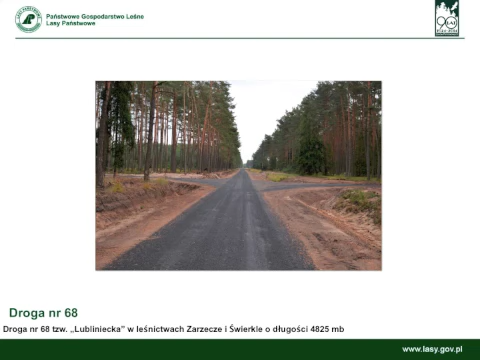 Państwowe Gospodarstwo Leśne
Lasy Państwowe
Droga nr 68
Droga nr 68 tzw. „Lubliniecka” w leśnictwach Zarzecze i Świerkle o długości 4825 mb
www.lasy.gov.pl